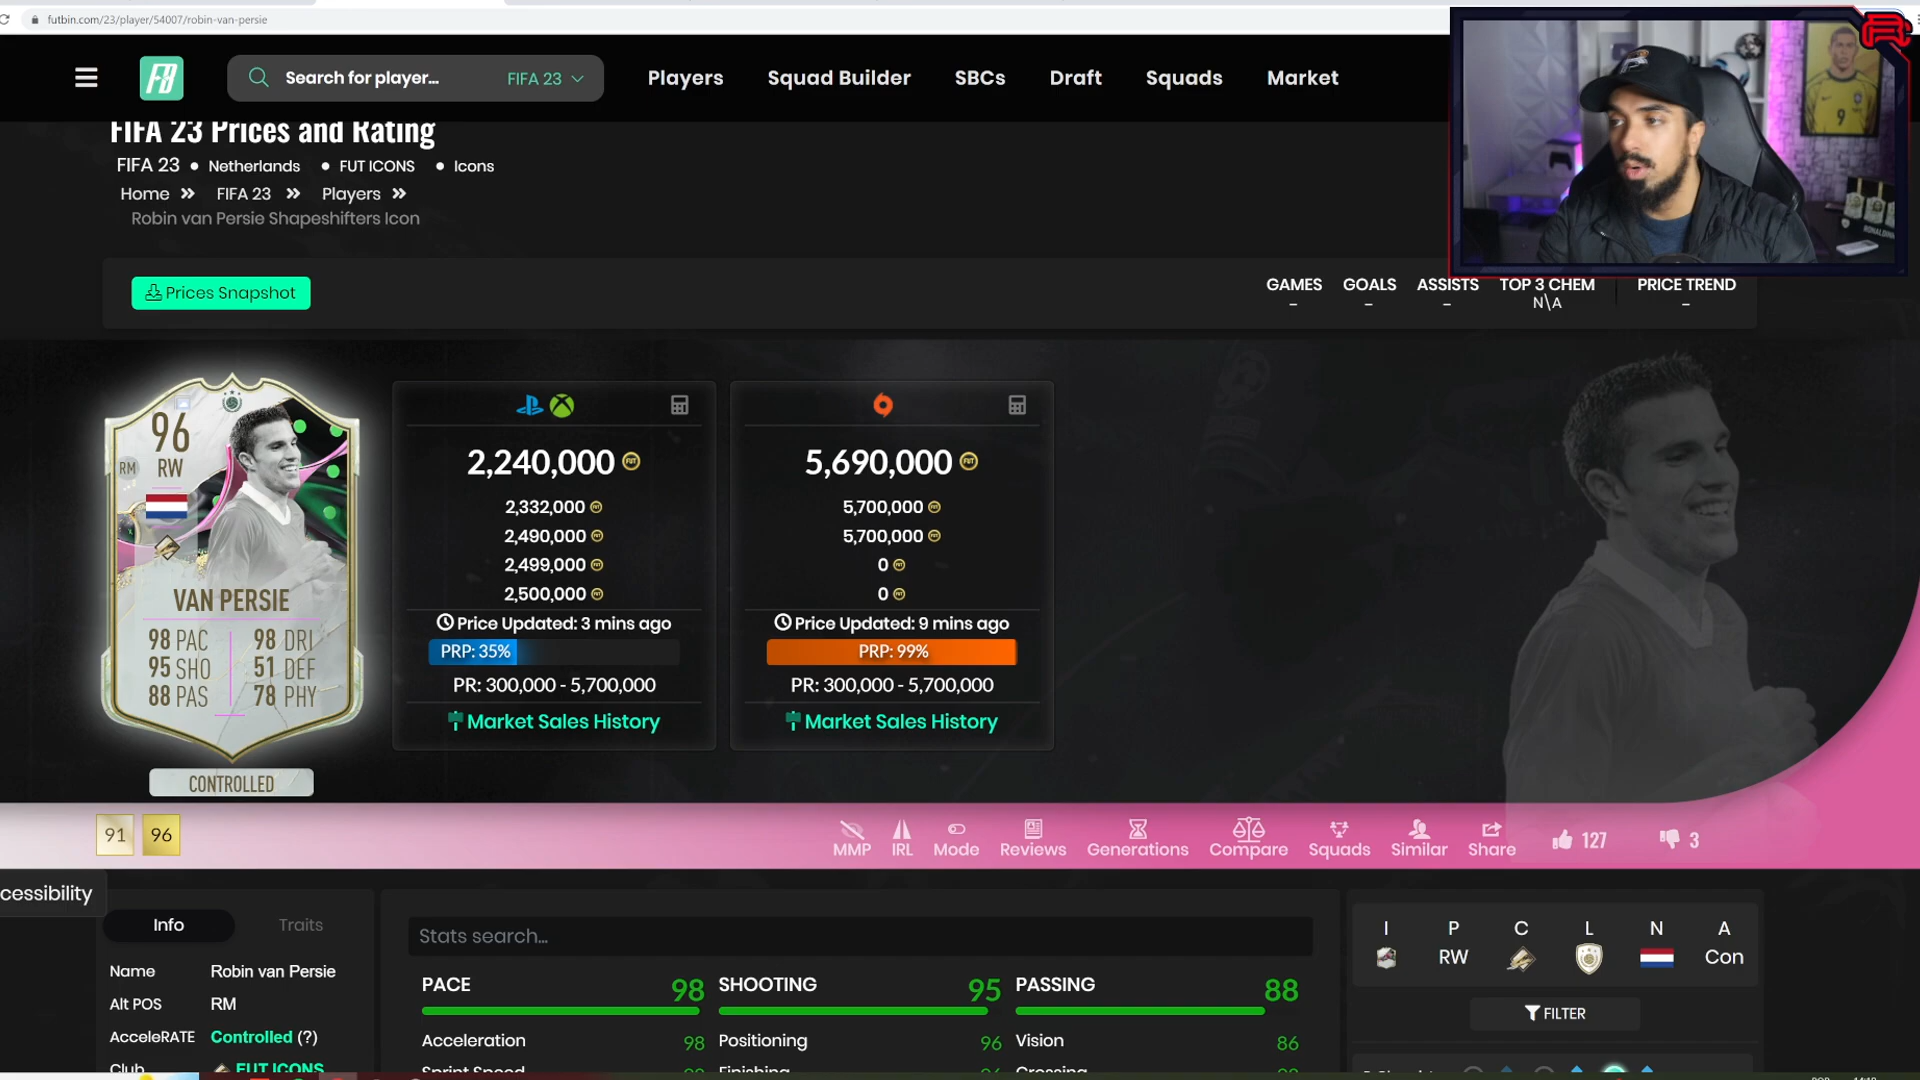 futbin.com/23/player/54007/robin-van-persie
Search for player... FIFA 23
Players Squad Builder SBCs Draft Squads Market
FIFA 23 Prices and Rating
FIFA 23 • Netherlands • FUT ICONS • Icons
Home » FIFA 23 » Players »
Robin van Persie Shapeshifters Icon
Prices Snapshot
GAMES GOALS ASSISTS TOP 3 CHEM PRICE TREND
- - - N\A -
96
RW
RM
VAN PERSIE
98 PAC 98 DRI
95 SHO 51 DEF
88 PAS 78 PHY
CONTROLLED
2,240,000
2,332,000
2,490,000
2,499,000
2,500,000
Price Updated: 3 mins ago
PRP: 35%
PR: 300,000 - 5,700,000
Market Sales History
5,690,000
5,700,000
5,700,000
0
0
Price Updated: 9 mins ago
PRP: 99%
PR: 300,000 - 5,700,000
Market Sales History
91 96
MMP IRL Mode Reviews Generations Compare Squads Similar Share 127 3
cessibility
Info Traits
Name Robin van Persie
Alt POS RM
AcceleRATE Controlled (?)
Club FUT ICONS
Stats search...
PACE 98 SHOOTING 95 PASSING 88
Acceleration 98 Positioning 96 Vision 86
I P C L N A
RW Con
FILTER
9